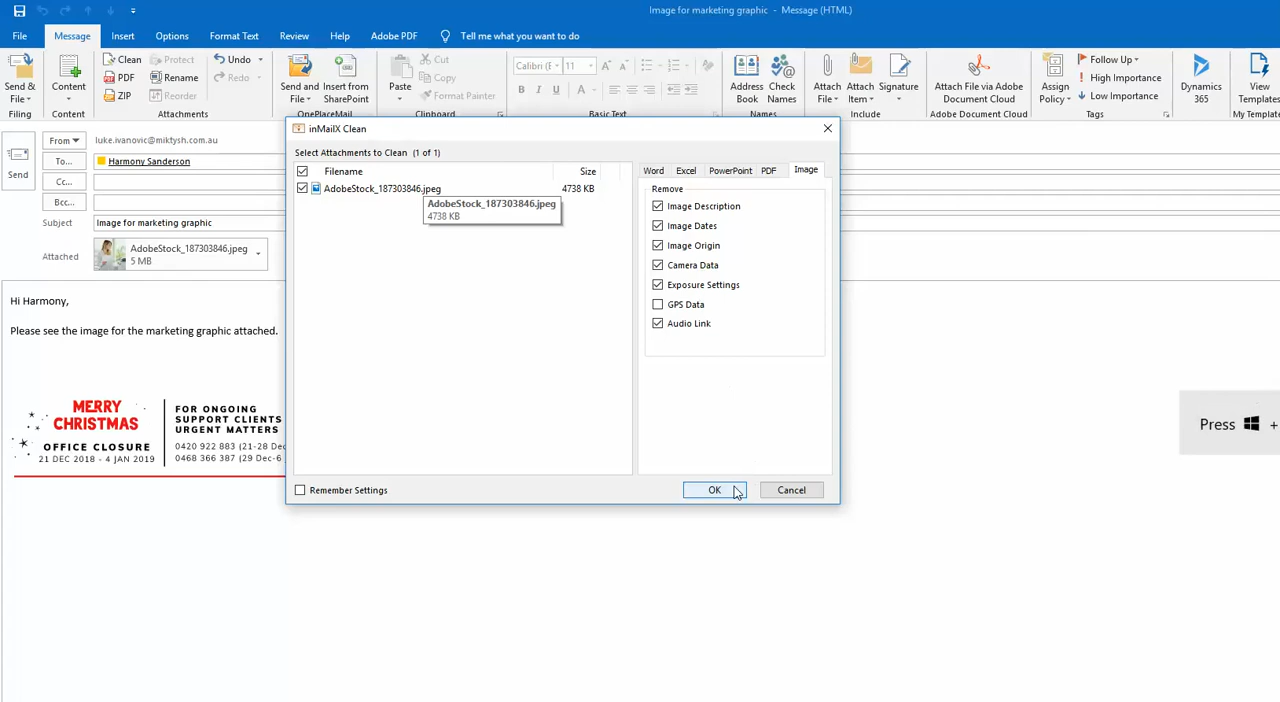 Image for marketing graphic - Message (HTML)
File Message Insert Options Format Text Review Help Adobe PDF Tell me what you want to do
Send & File
Filing
Content
Content
Clean Protect
PDF Rename
ZIP Reorder
Attachments
Undo
Redo
Send and File
Insert from SharePoint
OnePlaceMail
Paste
Cut
Copy
Format Painter
Clipboard
Calibri (E 11
B I U A
Basic Text
Address Book
Check Names
Names
Attach File
Attach Item
Signature
Include
Attach File via Adobe Document Cloud
Adobe Document Cloud
Assign Policy
Follow Up
High Importance
Low Importance
Tags
Dynamics 365
View Templates
My Template
Send
From luke.ivanovic@miktysh.com.au
To... Harmony Sanderson
Cc...
Bcc...
Subject Image for marketing graphic
Attached AdobeStock_187303846.jpeg
5 MB
Hi Harmony,
Please see the image for the marketing graphic attached.
MERRY
CHRISTMAS
OFFICE CLOSURE
21 DEC 2018 - 4 JAN 2019
FOR ONGOING
SUPPORT CLIENTS
URGENT MATTERS
0420 922 883 (21-28 De
0468 366 387 (29 Dec-6
inMailX Clean
Select Attachments to Clean (1 of 1)
Filename Size
AdobeStock_187303846.jpeg 4738 KB
AdobeStock_187303846.jpeg
4738 KB
Word Excel PowerPoint PDF Image
Remove
Image Description
Image Dates
Image Origin
Camera Data
Exposure Settings
GPS Data
Audio Link
Remember Settings
OK Cancel
Press +